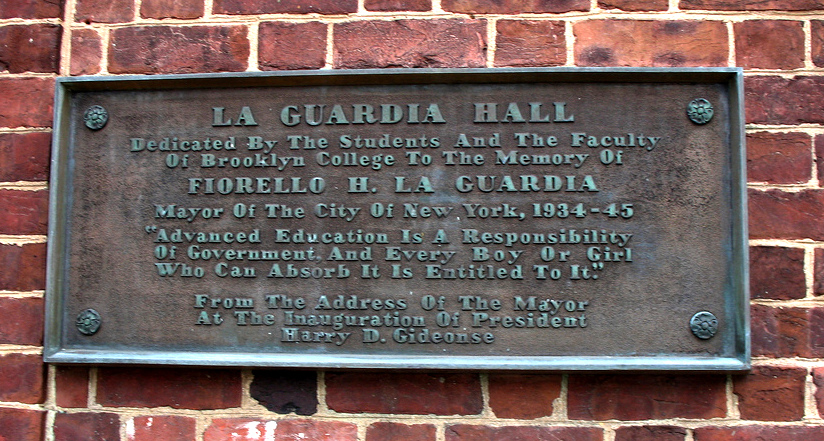 LA GUARDIA HALL
Dedicated By The Students And The Faculty
Of Brooklyn College To The Memory Of
FIORELLO H. LA GUARDIA
Mayor Of The City Of New York, 1934-45
"Advanced Education Is A Responsibility
Of Government And Every Boy Or Girl
Who Can Absorb It Is Entitled To It."
From The Address Of The Mayor
At The Inauguration Of President
Harry D. Gideonse